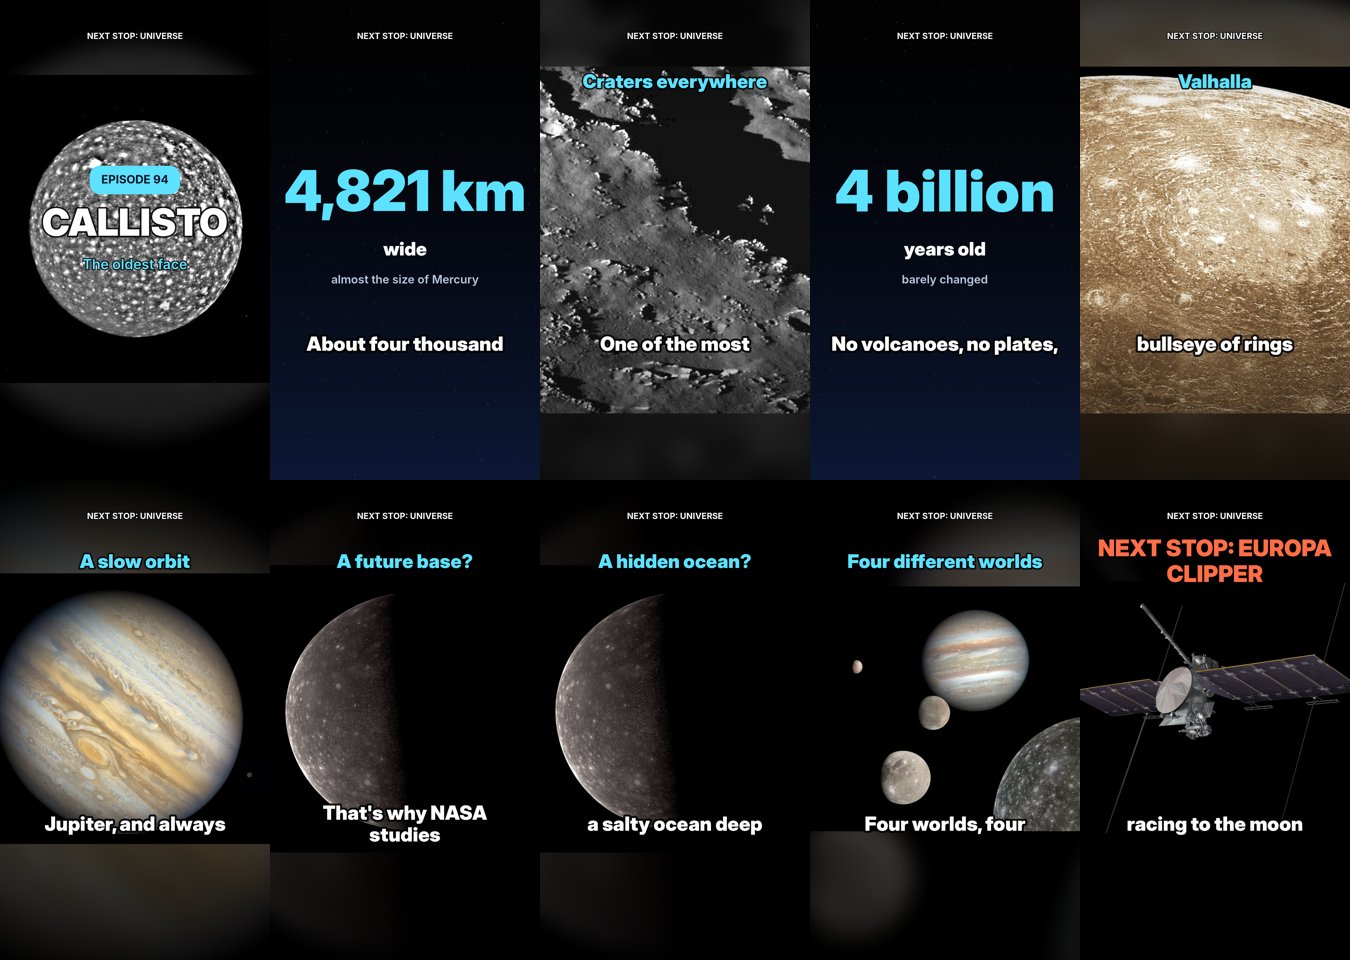 NEXT STOP: UNIVERSE
EPISODE 94
CALLISTO
The oldest face
NEXT STOP: UNIVERSE
4,821 km
wide
almost the size of Mercury
About four thousand
NEXT STOP: UNIVERSE
Craters everywhere
One of the most
NEXT STOP: UNIVERSE
4 billion
years old
barely changed
No volcanoes, no plates,
NEXT STOP: UNIVERSE
Valhalla
bullseye of rings
NEXT STOP: UNIVERSE
A slow orbit
Jupiter, and always
NEXT STOP: UNIVERSE
A future base?
That's why NASA
studies
NEXT STOP: UNIVERSE
A hidden ocean?
a salty ocean deep
NEXT STOP: UNIVERSE
Four different worlds
Four worlds, four
NEXT STOP: UNIVERSE
NEXT STOP: EUROPA
CLIPPER
racing to the moon